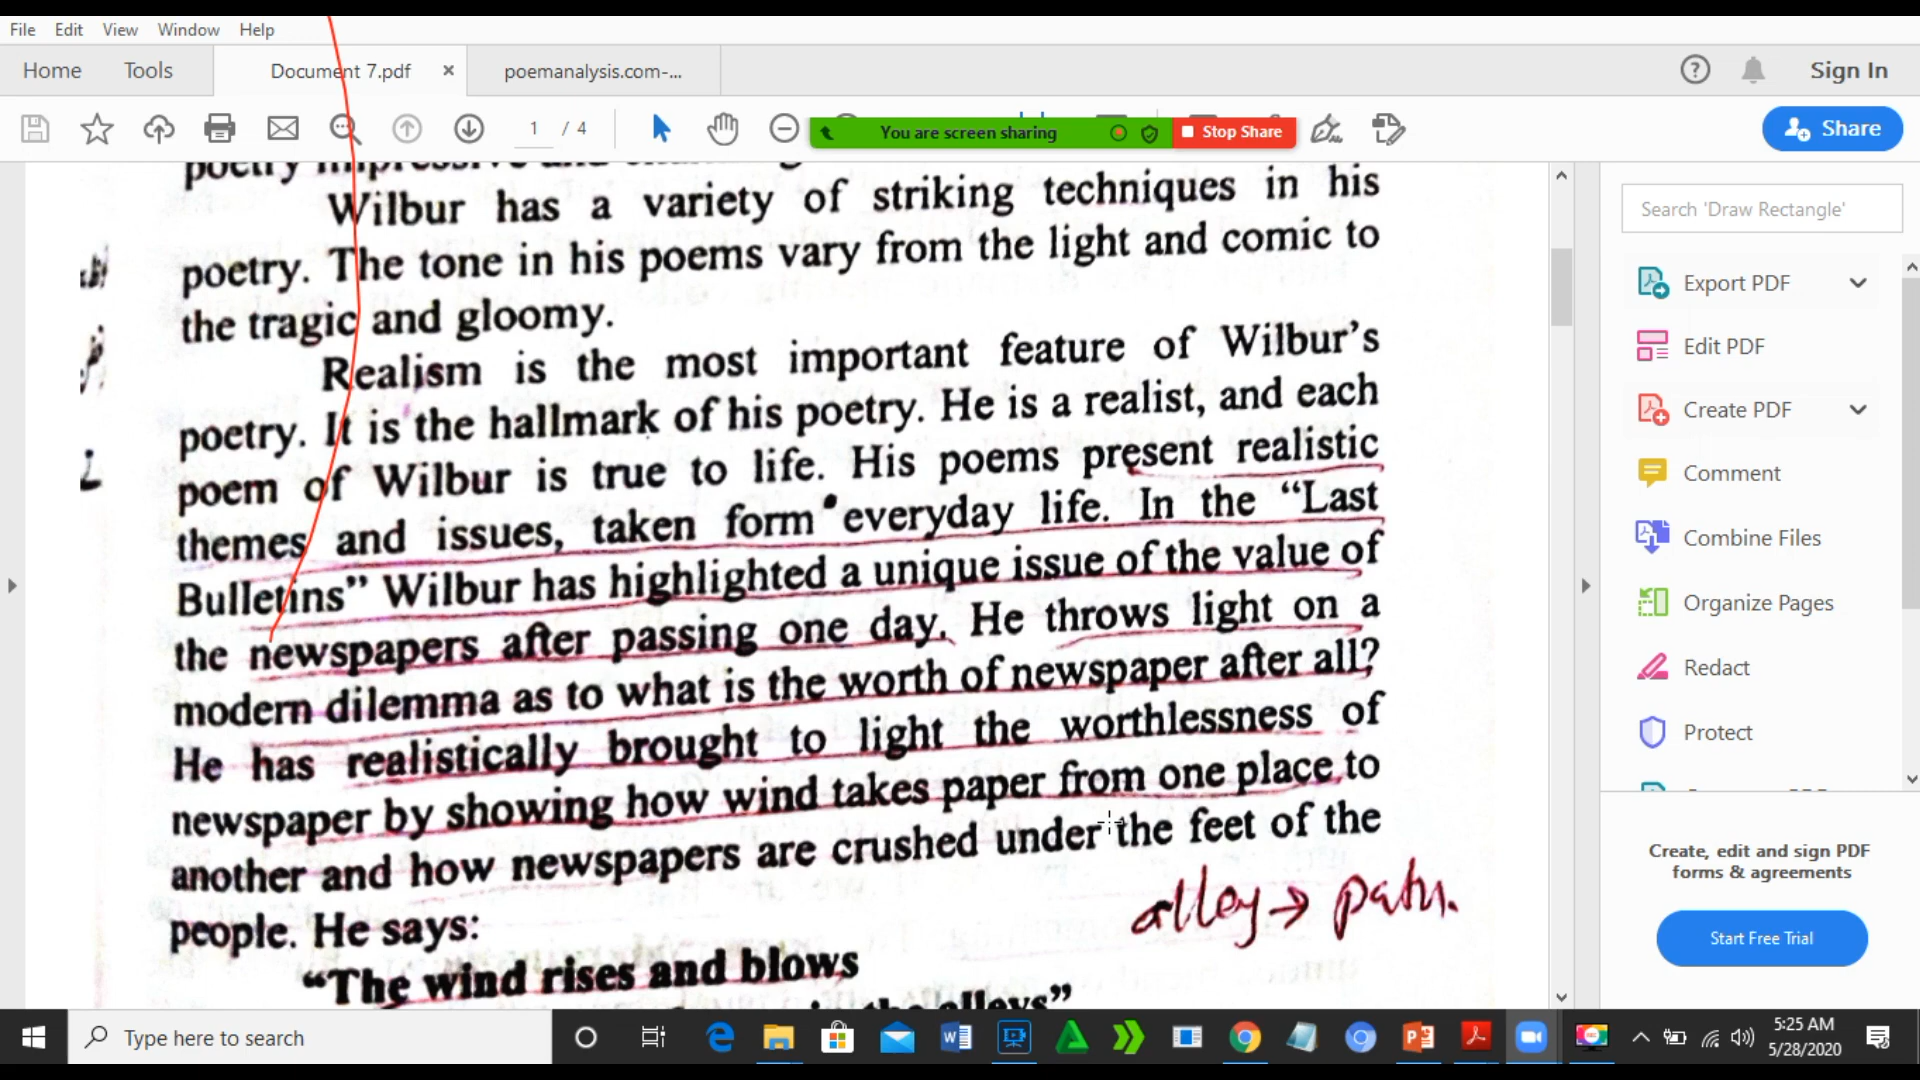 File Edit View Window Help
Home Tools Document 7.pdf × poemanalysis.com-... Sign In
1 / 4 You are screen sharing Stop Share Share
poetry impressive and
Wilbur has a variety of striking techniques in his
poetry. The tone in his poems vary from the light and comic to
the tragic and gloomy.
Realism is the most important feature of Wilbur's
poetry. It is the hallmark of his poetry. He is a realist, and each
poem of Wilbur is true to life. His poems present realistic
themes and issues, taken form everyday life. In the “Last
Bulletins” Wilbur has highlighted a unique issue of the value of
the newspapers after passing one day. He throws light on a
modern dilemma as to what is the worth of newspaper after all?
He has realistically brought to light the worthlessness of
newspaper by showing how wind takes paper from one place to
another and how newspapers are crushed under the feet of the
people. He says:
alley → path.
“The wind rises and blows
in the alleys”
Search 'Draw Rectangle'
Export PDF
Edit PDF
Create PDF
Comment
Combine Files
Organize Pages
Redact
Protect
Create, edit and sign PDF
forms & agreements
Start Free Trial
Type here to search
5:25 AM
5/28/2020